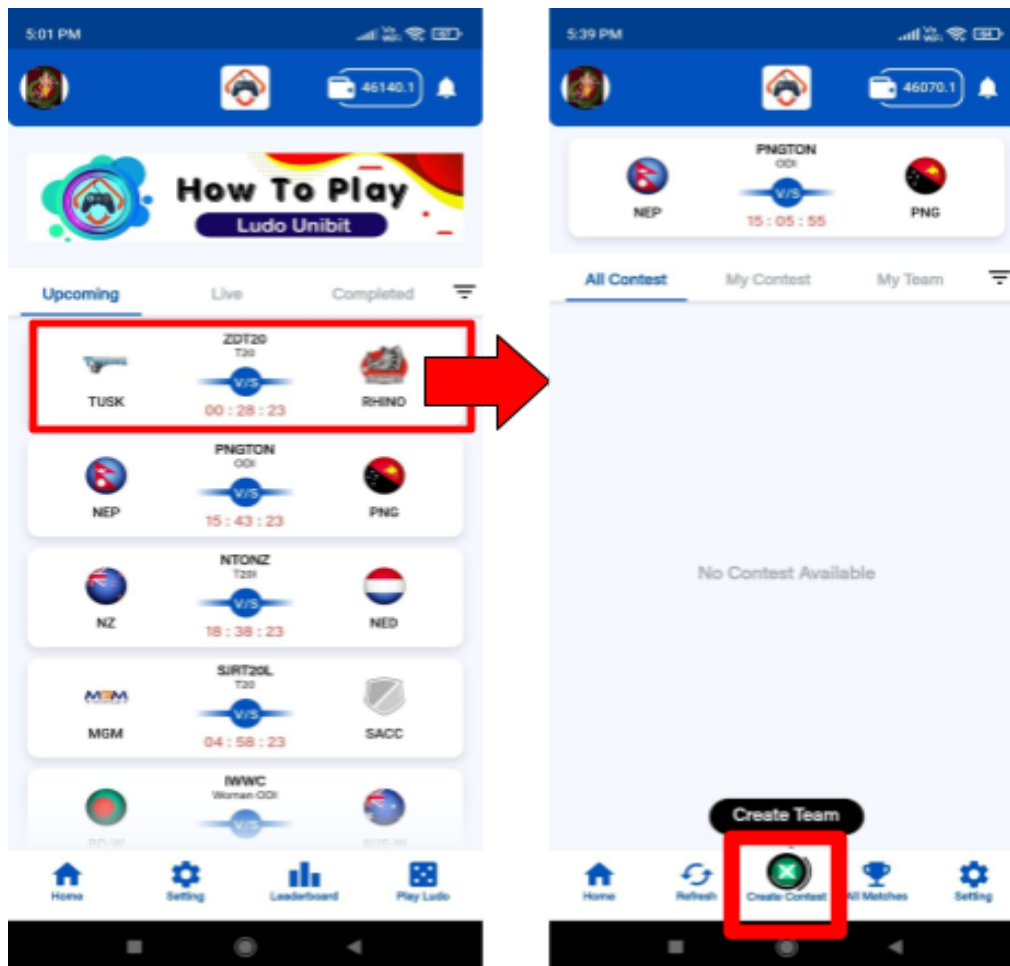 5:01 PM
67
46140.1
How To Play
Ludo Unibit
Upcoming Live Completed
ZDT20
T20
V/S
TUSK
RHINO
00 : 28 : 23
PNGTON
ODI
V/S
NEP
PNG
15 : 43 : 23
NTONZ
T20I
V/S
NZ
NED
18 : 38 : 23
SJRT20L
T20
V/S
MGM
MGM
SACC
04 : 58 : 23
IWWC
Woman ODI
V/S
BD-W
AUS-W
Home Setting Leaderboard Play Ludo
5:39 PM
46070.1
PNGTON
ODI
V/S
NEP
PNG
15 : 05 : 55
All Contest My Contest My Team
No Contest Available
Create Team
Home Refresh Create Contest All Matches Setting